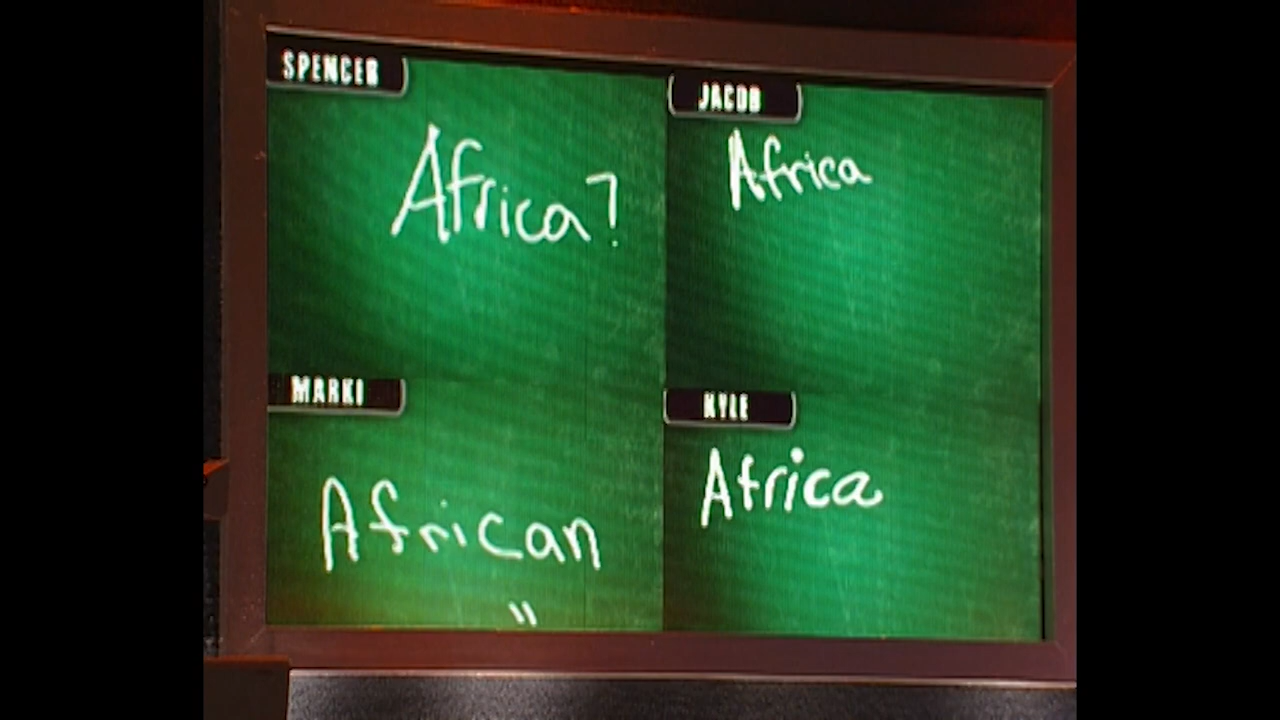 SPENCER
Africa?
JACOB
Africa
MARKI
African
"
KYLE
Africa